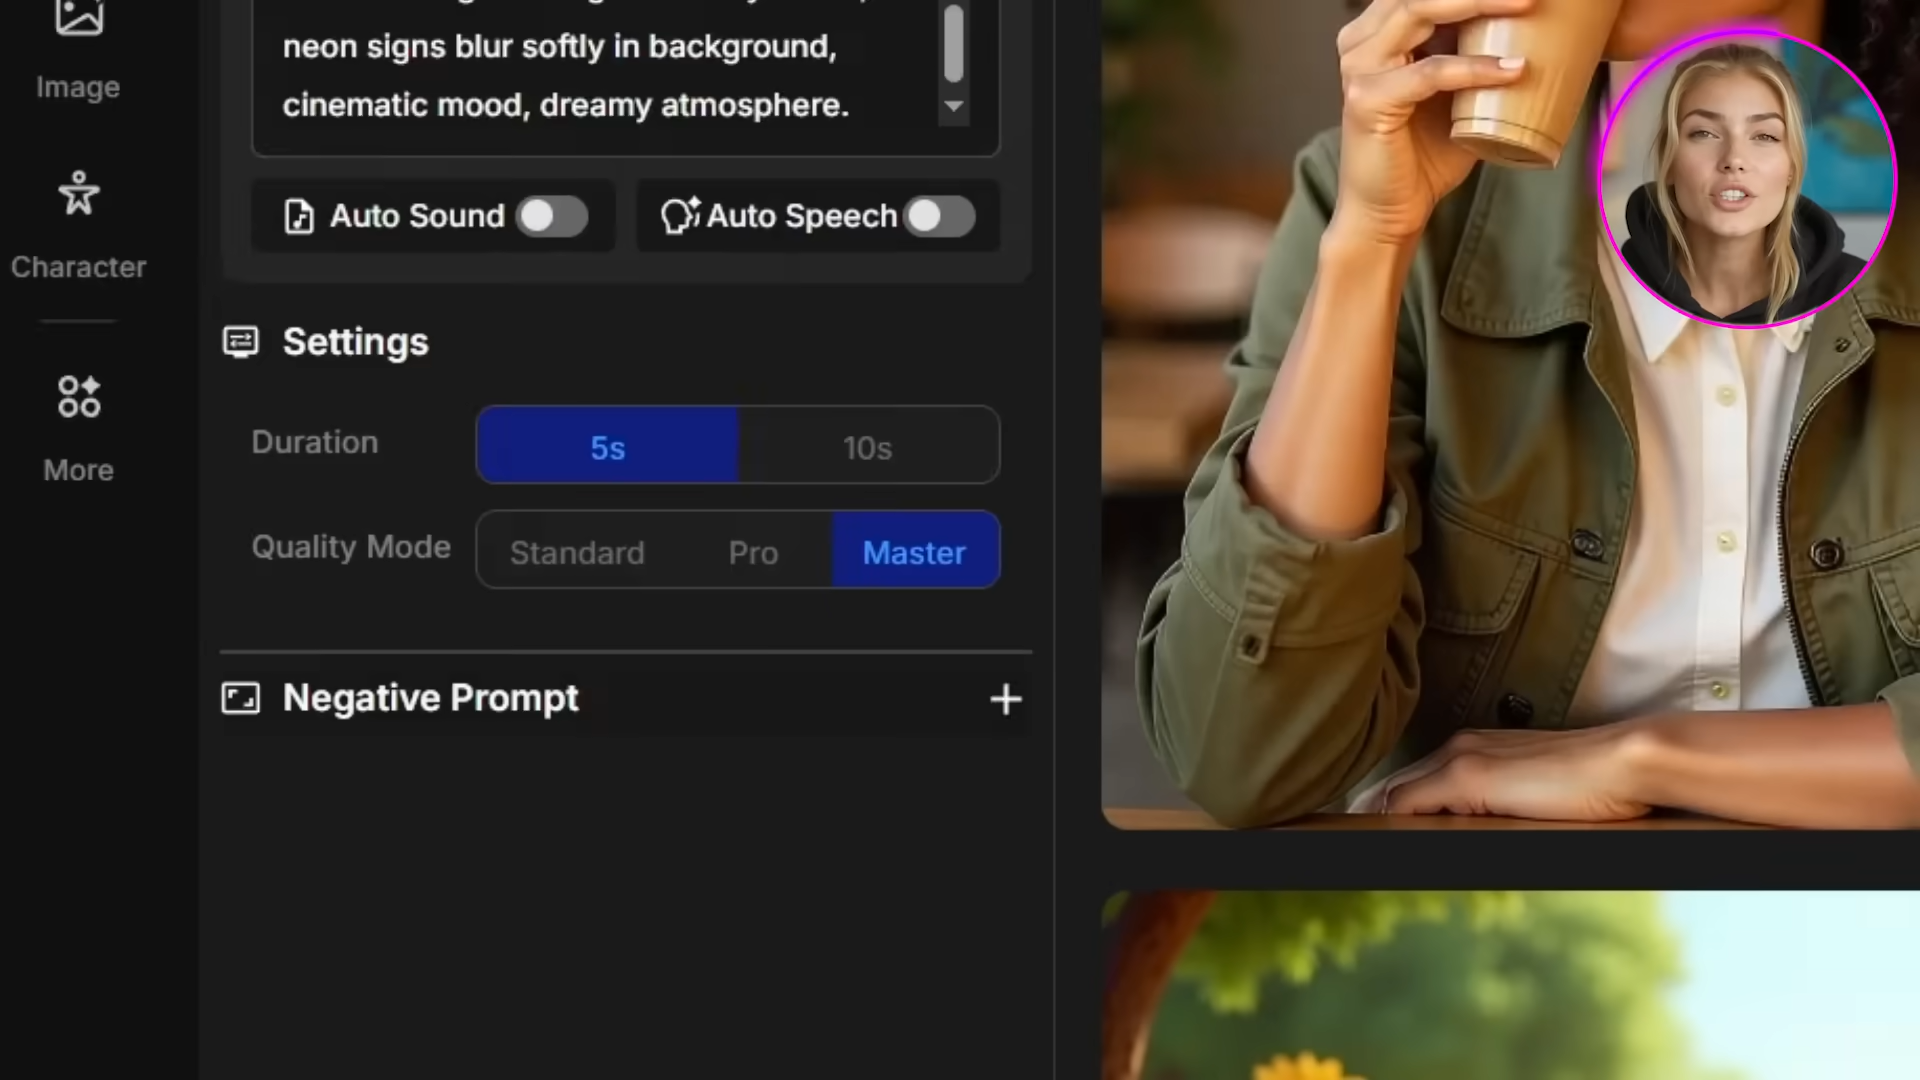 Image
Character
More
neon signs blur softly in background,
cinematic mood, dreamy atmosphere.
Auto Sound
Auto Speech
Settings
Duration
5s
10s
Quality Mode
Standard
Pro
Master
Negative Prompt